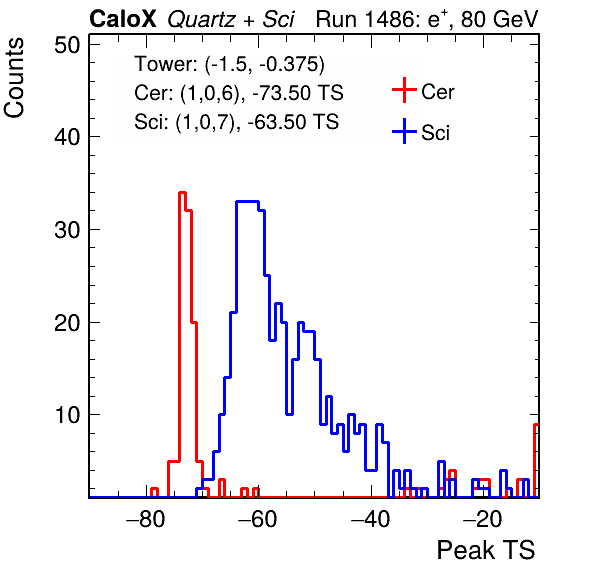 CaloX Quartz + Sci Run 1486: e+, 80 GeV
Counts
Tower: (-1.5, -0.375)
Cer: (1,0,6), -73.50 TS
Sci: (1,0,7), -63.50 TS
Cer
Sci
50
40
30
20
10
−80 −60 −40 −20
Peak TS